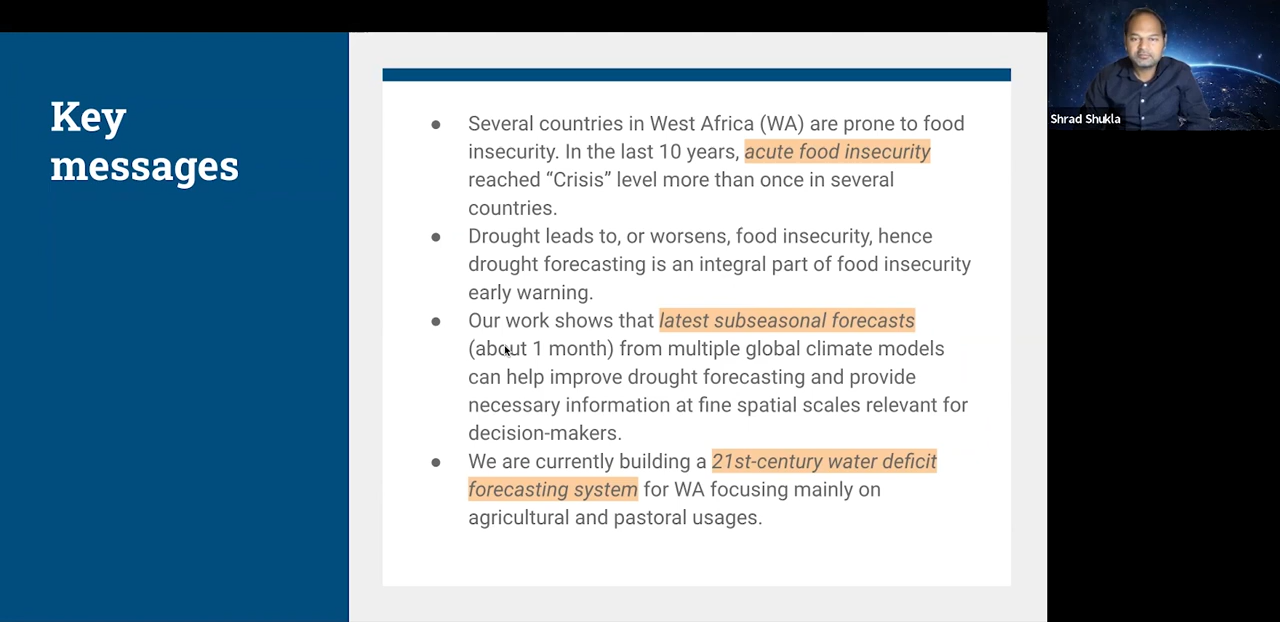 Key
messages
● Several countries in West Africa (WA) are prone to food
insecurity. In the last 10 years, acute food insecurity
reached “Crisis” level more than once in several
countries.
● Drought leads to, or worsens, food insecurity, hence
drought forecasting is an integral part of food insecurity
early warning.
● Our work shows that latest subseasonal forecasts
(about 1 month) from multiple global climate models
can help improve drought forecasting and provide
necessary information at fine spatial scales relevant for
decision-makers.
● We are currently building a 21st-century water deficit
forecasting system for WA focusing mainly on
agricultural and pastoral usages.
Shrad Shukla